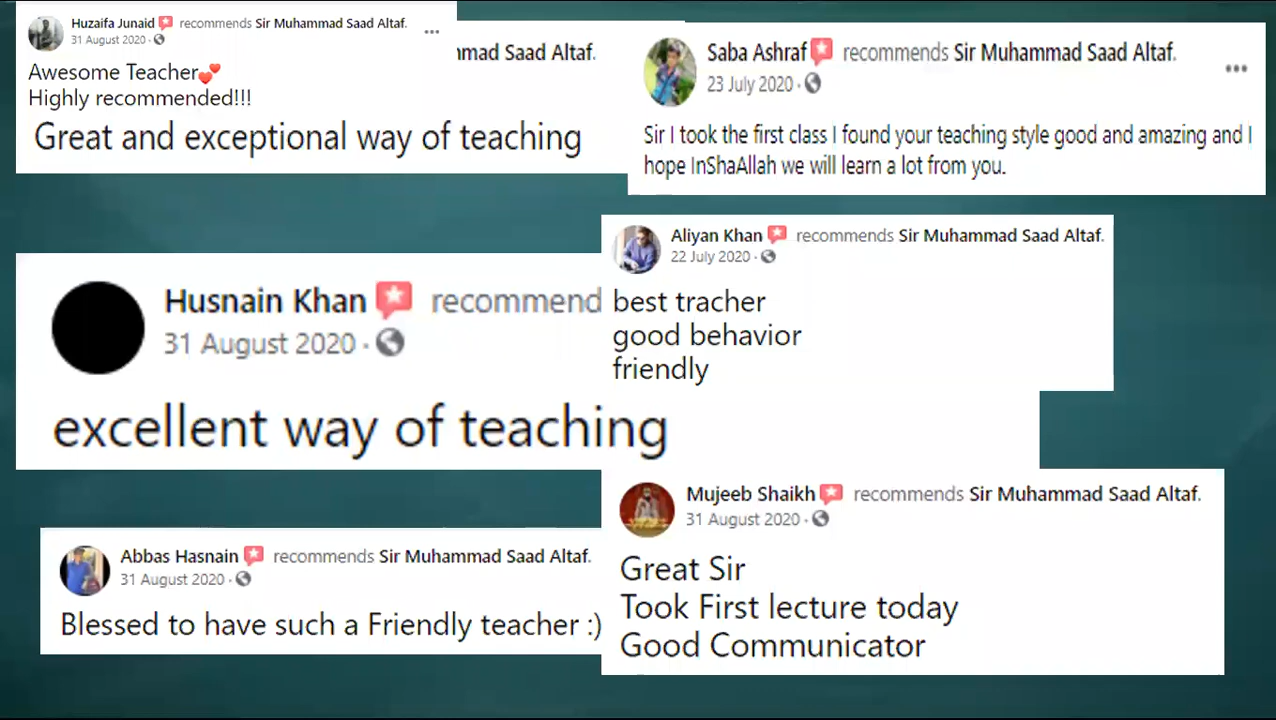 Huzaifa Junaid recommends Sir Muhammad Saad Altaf.
31 August 2020 ·
Awesome Teacher💕
Highly recommended!!!
mmad Saad Altaf.
Great and exceptional way of teaching
Saba Ashraf recommends Sir Muhammad Saad Altaf.
23 July 2020 ·
Sir I took the first class I found your teaching style good and amazing and I
hope InShaAllah we will learn a lot from you.
Aliyan Khan recommends Sir Muhammad Saad Altaf.
22 July 2020 ·
best tracher
good behavior
friendly
Husnain Khan recommend
31 August 2020 ·
excellent way of teaching
Mujeeb Shaikh recommends Sir Muhammad Saad Altaf.
31 August 2020 ·
Great Sir
Took First lecture today
Good Communicator
Abbas Hasnain recommends Sir Muhammad Saad Altaf.
31 August 2020 ·
Blessed to have such a Friendly teacher :)